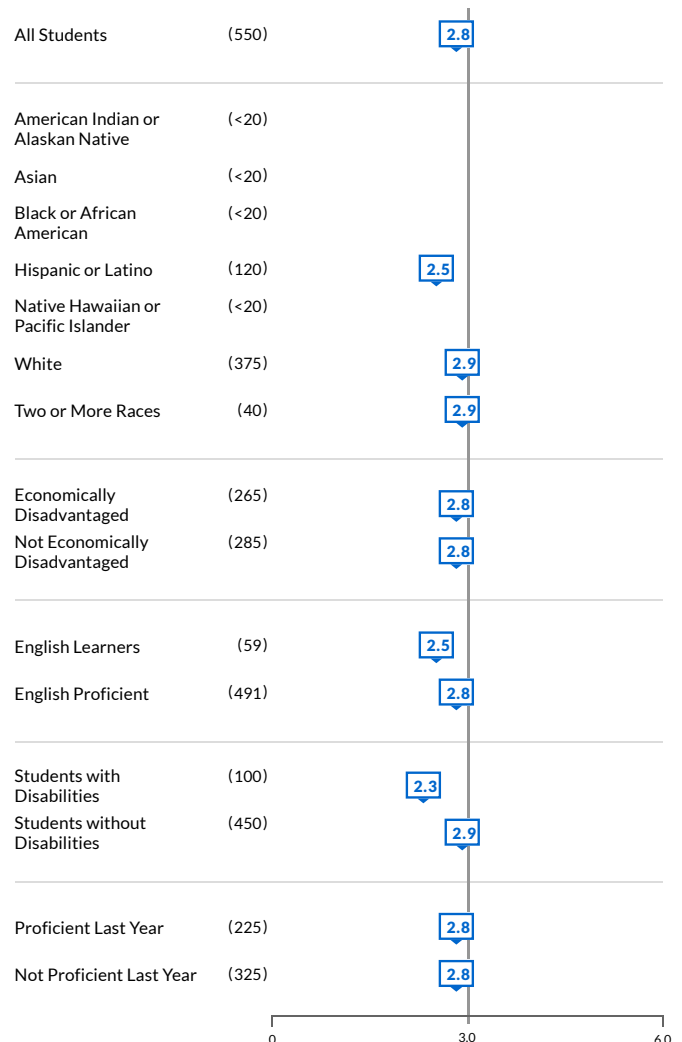 All Students (550) 2.8
American Indian or (<20)
Alaskan Native
Asian (<20)
Black or African (<20)
American
Hispanic or Latino (120) 2.5
Native Hawaiian or (<20)
Pacific Islander
White (375) 2.9
Two or More Races (40) 2.9
Economically (265) 2.8
Disadvantaged
Not Economically (285) 2.8
Disadvantaged
English Learners (59) 2.5
English Proficient (491) 2.8
Students with (100) 2.3
Disabilities
Students without (450) 2.9
Disabilities
Proficient Last Year (225) 2.8
Not Proficient Last Year (325) 2.8
0 3.0 6.0